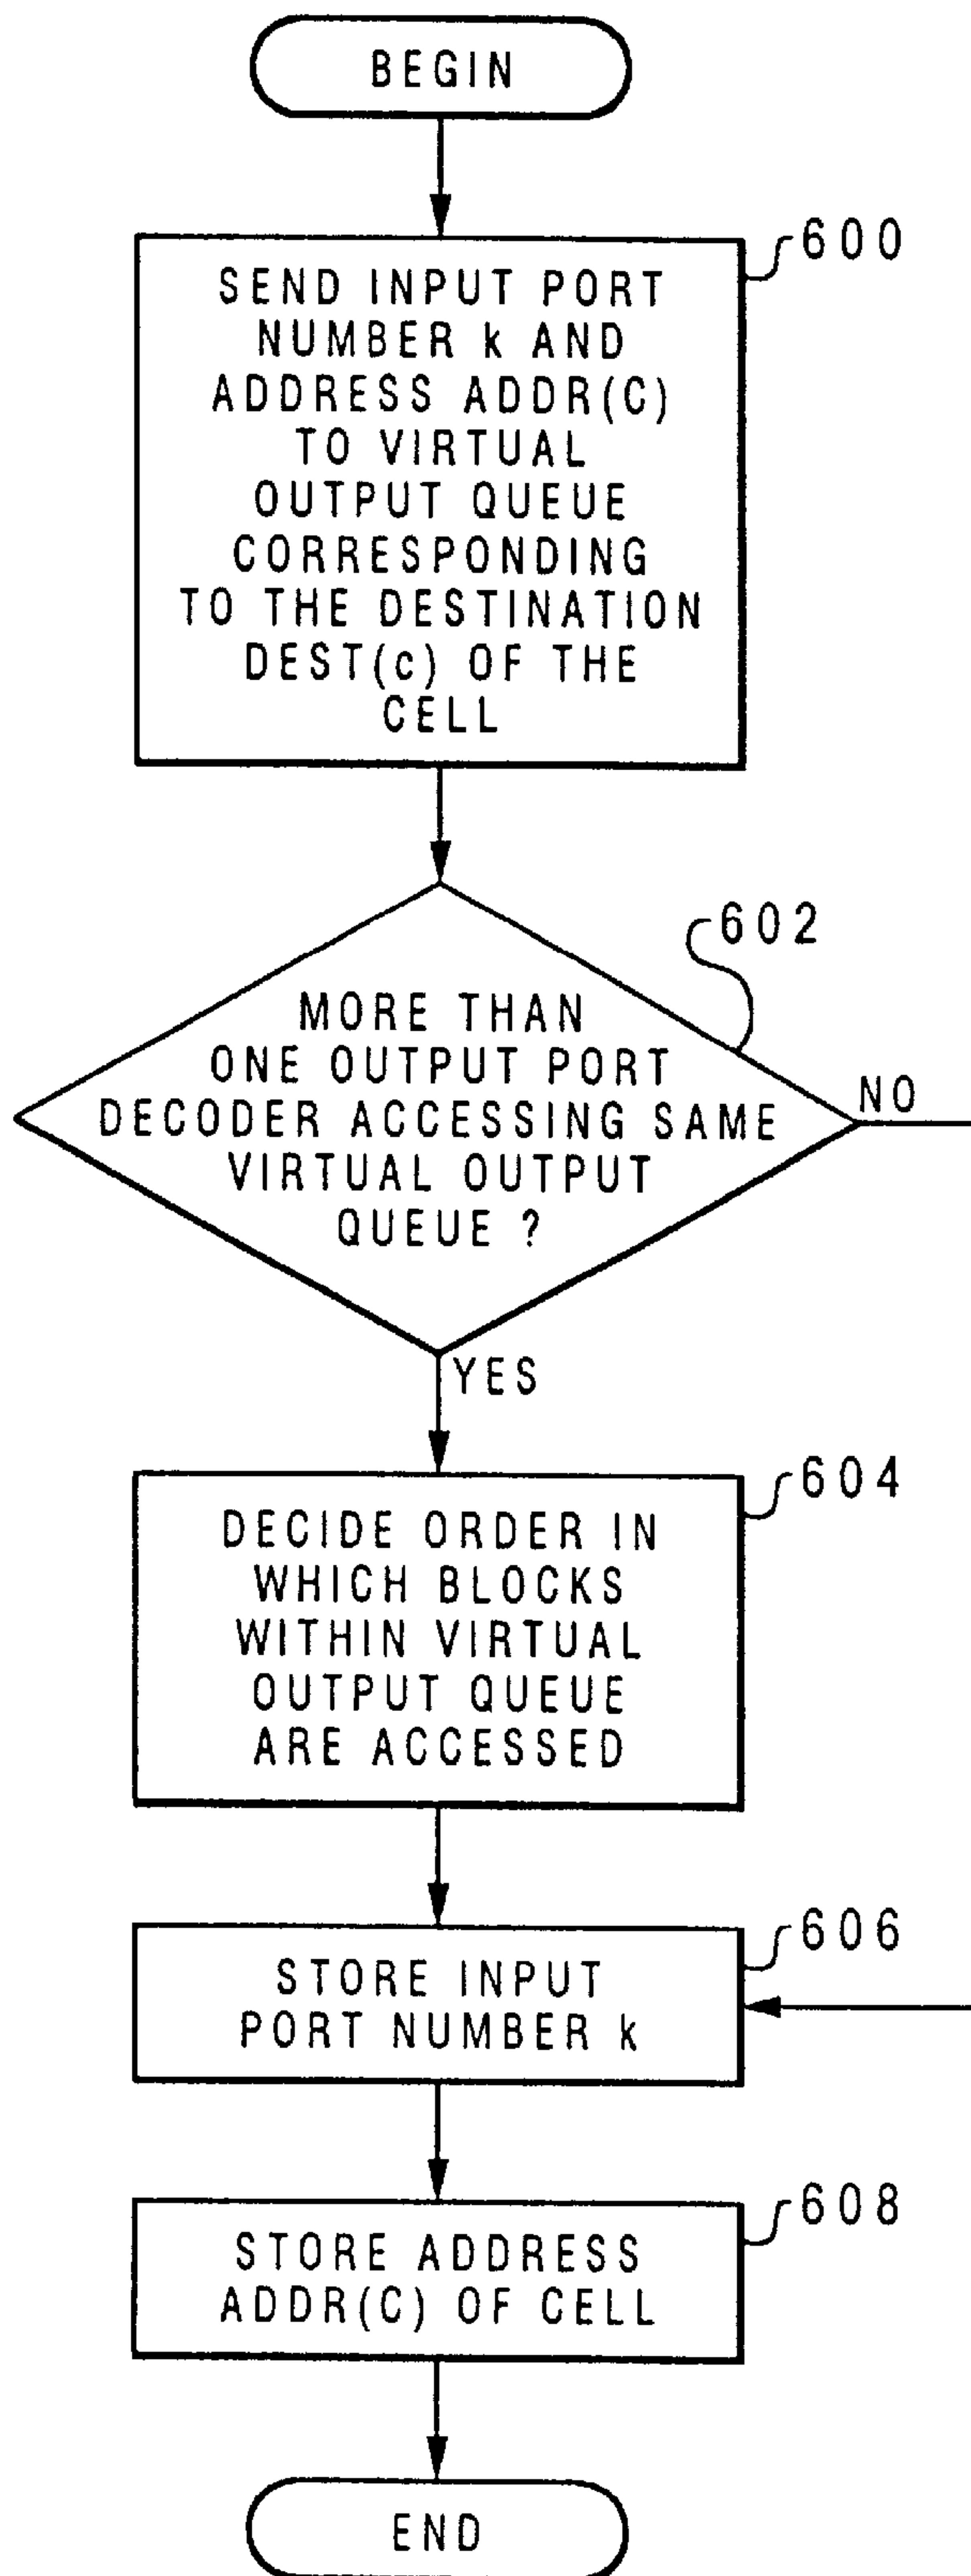 BEGIN
600
SEND INPUT PORT
NUMBER k AND
ADDRESS ADDR(C)
TO VIRTUAL
OUTPUT QUEUE
CORRESPONDING
TO THE DESTINATION
DEST(c) OF THE
CELL
602
MORE THAN
ONE OUTPUT PORT
DECODER ACCESSING SAME
VIRTUAL OUTPUT
QUEUE ?
NO
YES
604
DECIDE ORDER IN
WHICH BLOCKS
WITHIN VIRTUAL
OUTPUT QUEUE
ARE ACCESSED
606
STORE INPUT
PORT NUMBER k
608
STORE ADDRESS
ADDR(C) OF CELL
END